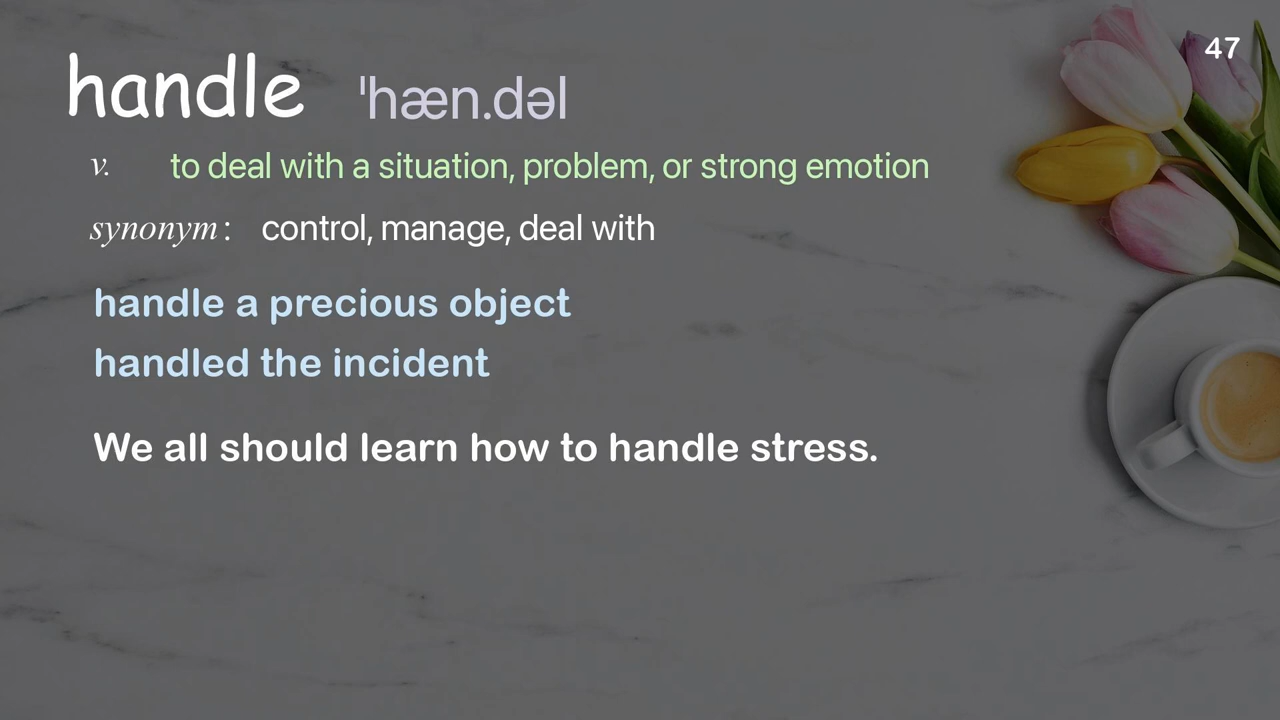 47
handle ˈhæn.dəl
v. to deal with a situation, problem, or strong emotion
synonym: control, manage, deal with
handle a precious object
handled the incident
We all should learn how to handle stress.